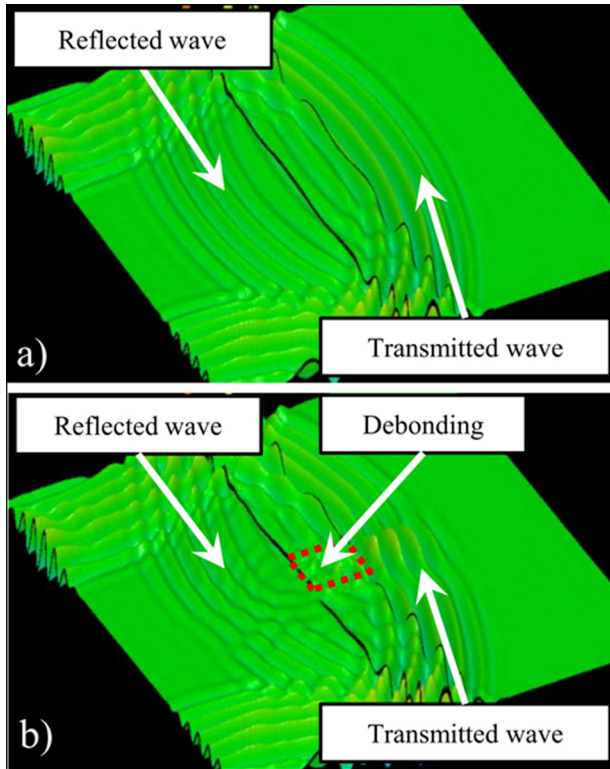 Reflected wave
Transmitted wave
a)
Reflected wave
Debonding
Transmitted wave
b)